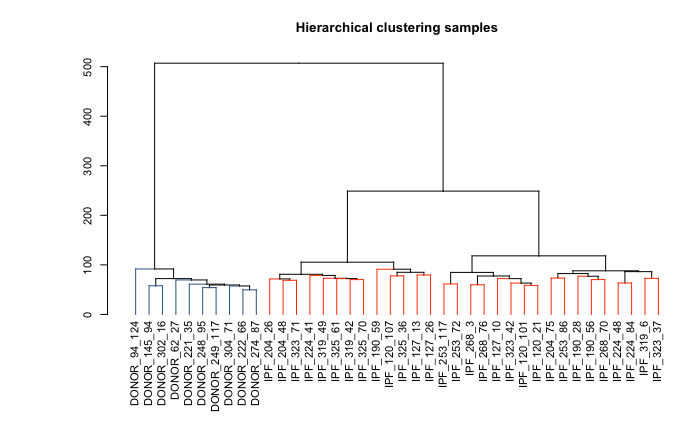 Hierarchical clustering samples
500
400
300
200
100
0
DONOR_94_124
DONOR_145_94
DONOR_302_16
DONOR_62_27
DONOR_221_35
DONOR_248_95
DONOR_249_117
DONOR_304_71
DONOR_222_66
DONOR_274_87
IPF_204_26
IPF_204_48
IPF_323_71
IPF_224_41
IPF_319_49
IPF_325_61
IPF_319_42
IPF_325_70
IPF_190_59
IPF_120_107
IPF_325_36
IPF_127_13
IPF_127_26
IPF_253_117
IPF_253_72
IPF_268_3
IPF_268_76
IPF_127_10
IPF_323_42
IPF_120_101
IPF_120_21
IPF_204_75
IPF_253_86
IPF_190_28
IPF_190_56
IPF_268_70
IPF_224_48
IPF_224_84
IPF_319_6
IPF_323_37